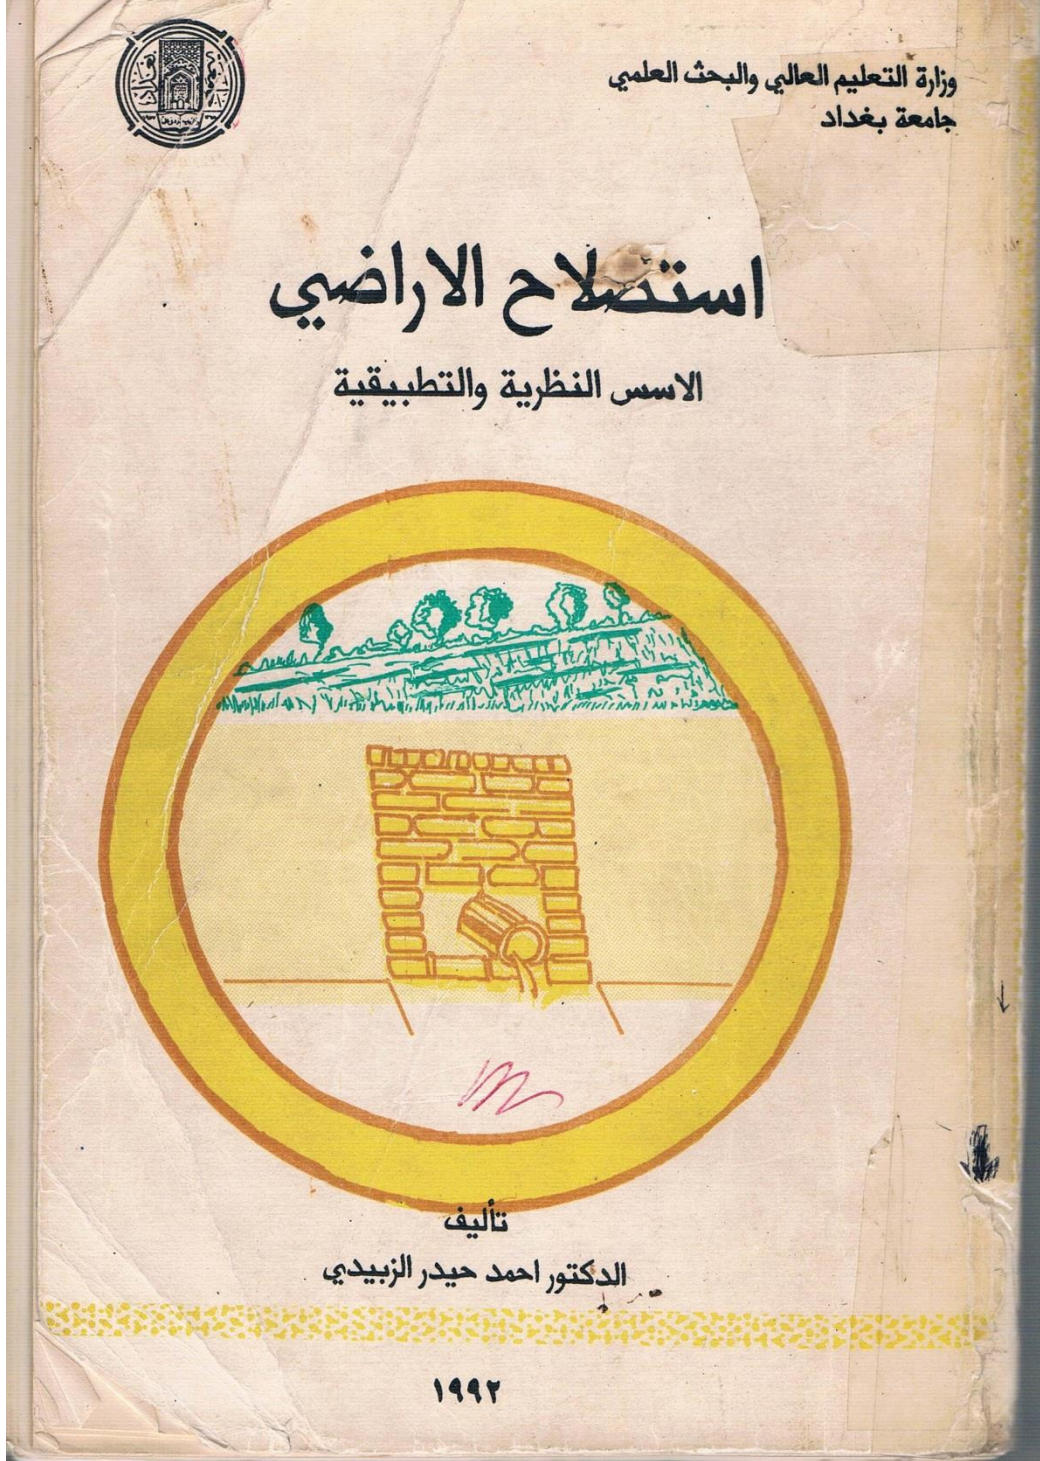 وزارة التعليم العالي والبحث العلمي
جامعة بغداد
استصلاح الاراضي
الاسس النظرية والتطبيقية
تأليف
الدكتور احمد حيدر الزبيدي
١٩٩٢